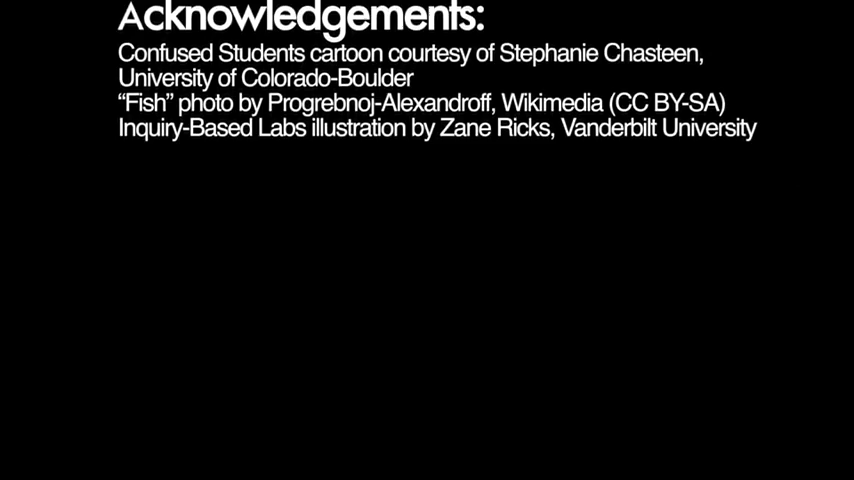 Acknowledgements:
Confused Students cartoon courtesy of Stephanie Chasteen,
University of Colorado-Boulder
“Fish” photo by Progrebnoj-Alexandroff, Wikimedia (CC BY-SA)
Inquiry-Based Labs illustration by Zane Ricks, Vanderbilt University